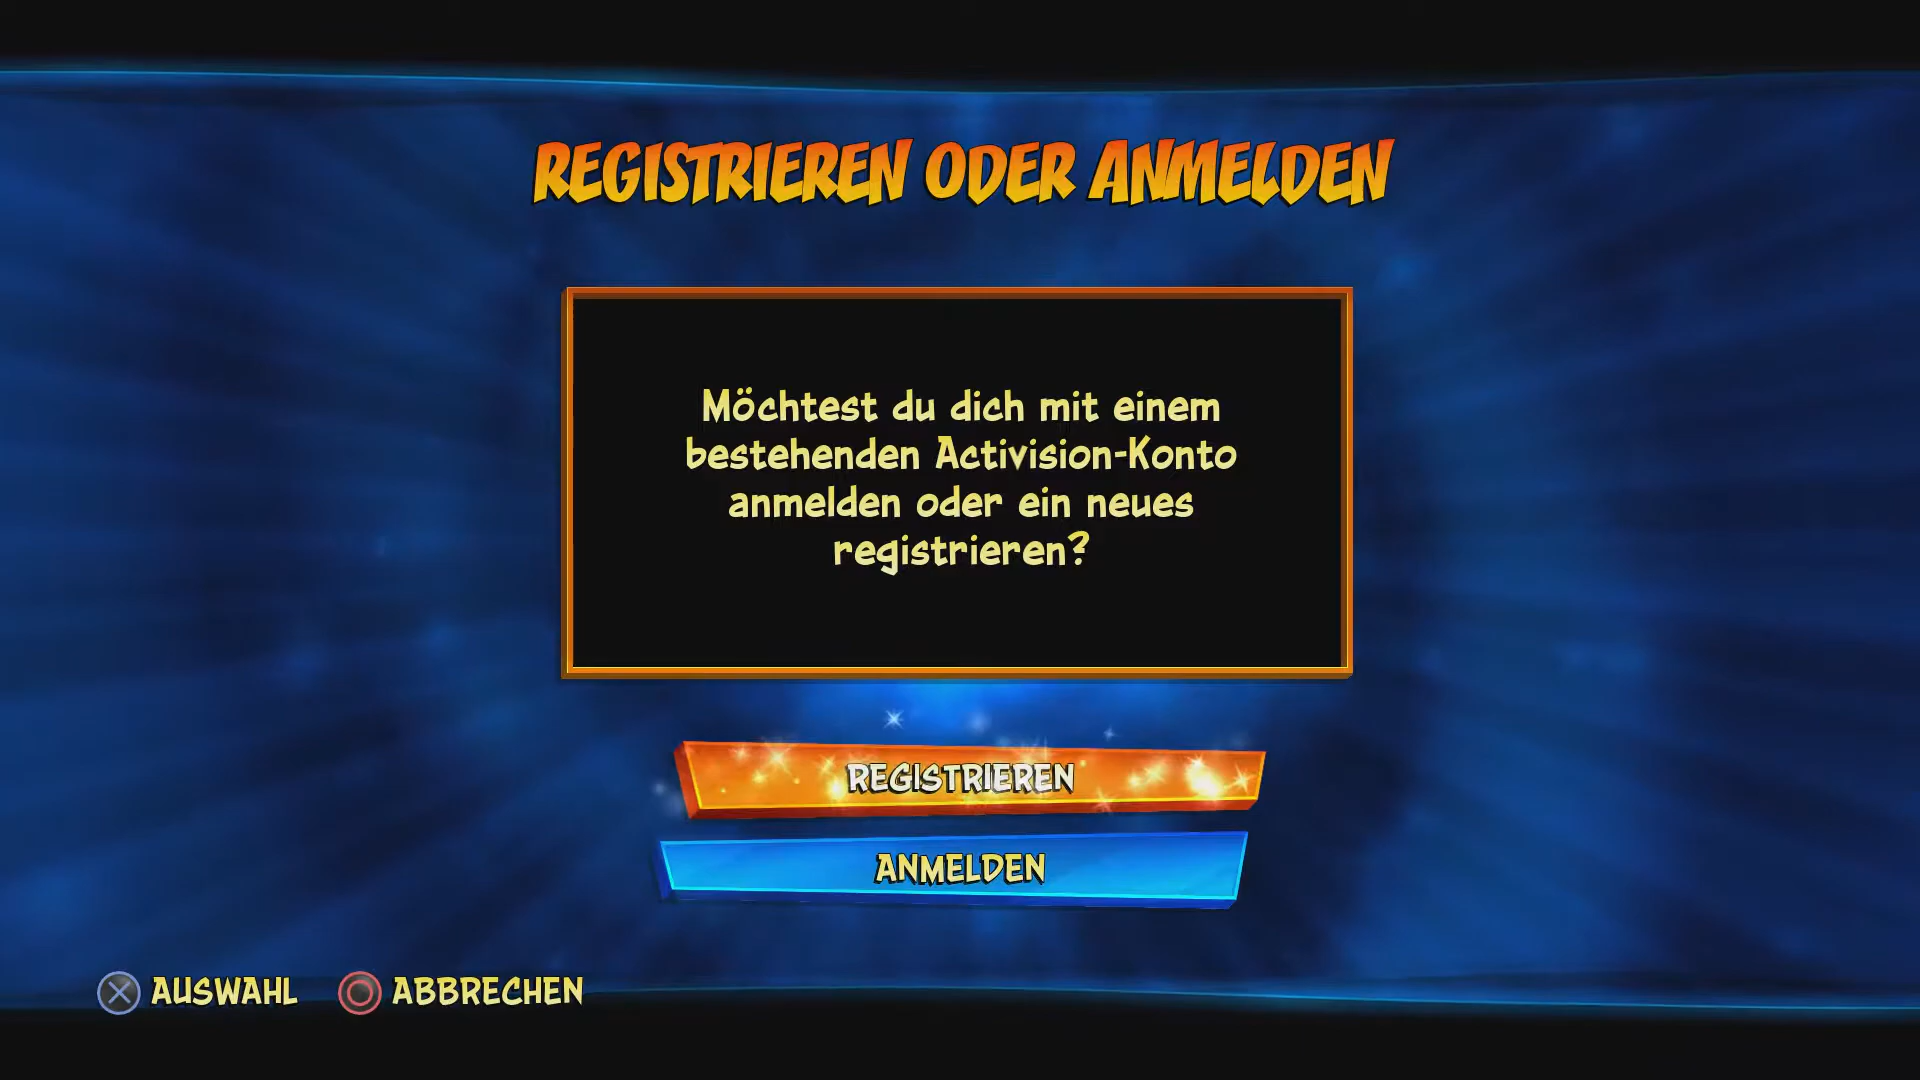 REGISTRIEREN ODER ANMELDEN
Möchtest du dich mit einem
bestehenden Activision-Konto
anmelden oder ein neues
registrieren?
REGISTRIEREN
ANMELDEN
AUSWAHL ABBRECHEN